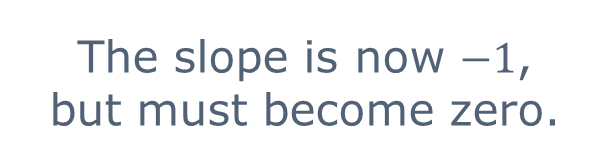 The slope is now −1,
but must become zero.